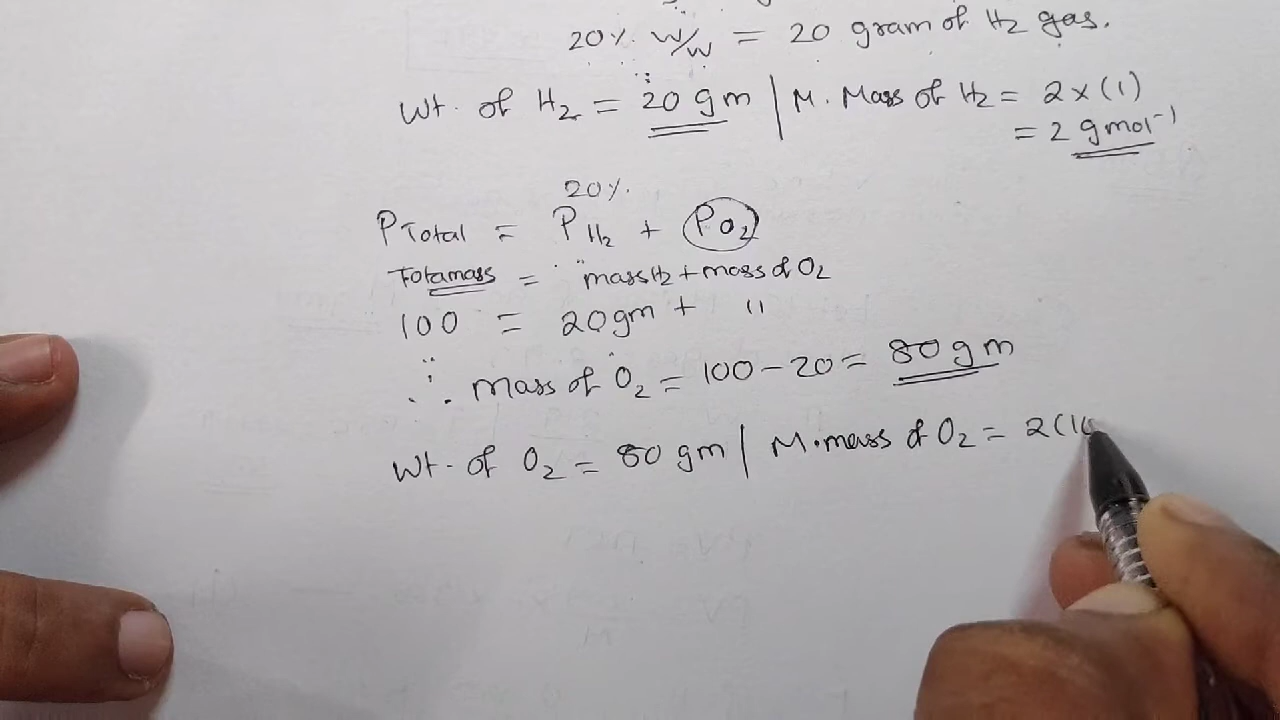 20% W/W = 20 gram of H2 gas.
Wt. of H2 = 20 gm | M. Mass of H2 = 2 x (1)
= 2 gmol-1
20%
PTotal = PH2 + PO2
Totamass = mass H2 + mass of O2
100 = 20gm + 11
∴ mass of O2 = 100 - 20 = 80 gm
Wt. of O2 = 80 gm | M. mass of O2 = 2(1